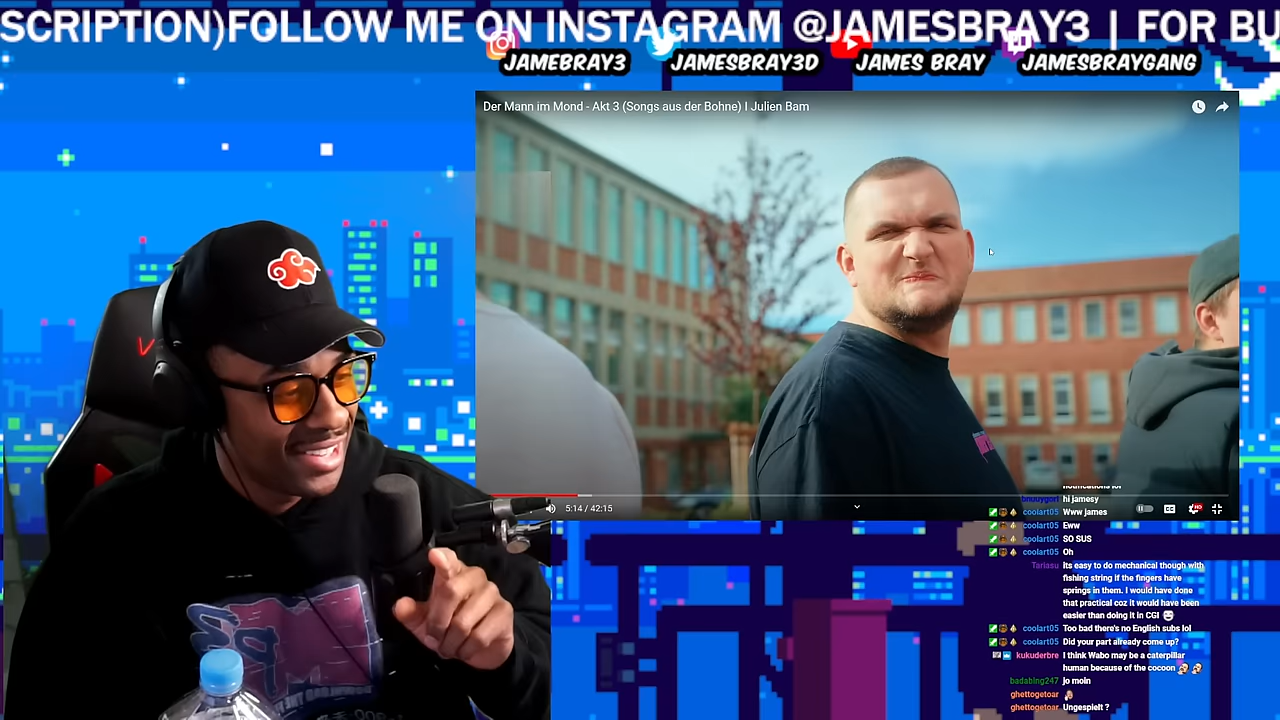 SCRIPTION)FOLLOW ME ON INSTAGRAM @JAMESBRAY3 | FOR BU
JAMEBRAY3
JAMESBRAY3D
JAMES BRAY
JAMESBRAYGANG
Der Mann im Mond - Akt 3 (Songs aus der Bohne) I Julien Bam
5:14 / 42:15
hi jamesy
coolart05 Www james
coolart05 Eww
coolart05 SO SUS
coolart05 Oh
Tariasu Its easy to do mechanical though with
fishing string if the fingers have
springs in them. I would have done
that practical coz it would have been
easier than doing it in CGI
coolart05 Too bad there's no English subs lol
coolart05 Did your part already come up?
kukuderbre I think Wabo may be a caterpillar
human because of the cocoon
badabing247 Jo moin
ghettogetoar
ghettogetoar Ungespielt ?